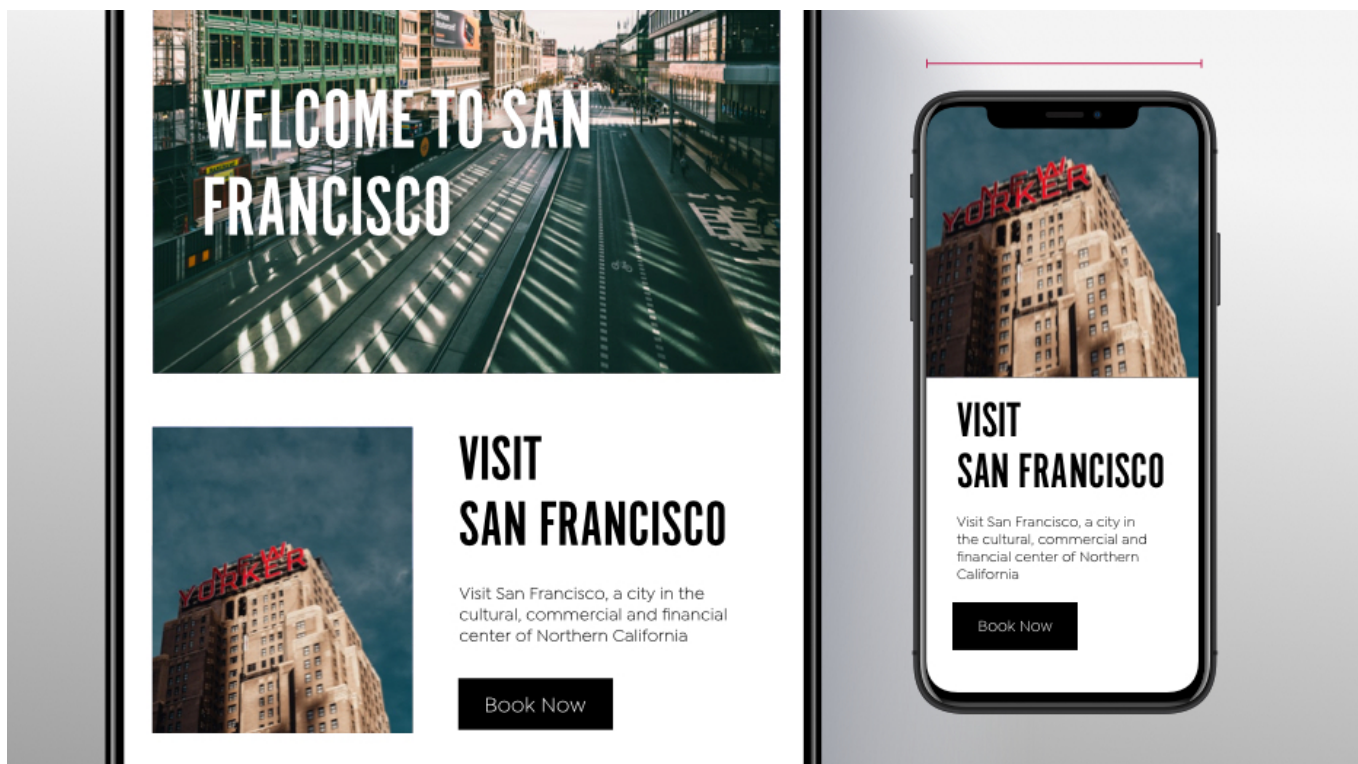 WELCOME TO SAN
FRANCISCO
NEW
YORKER
VISIT
SAN FRANCISCO
Visit San Francisco, a city in the
cultural, commercial and financial
center of Northern California
Book Now
NEW
YORKER
VISIT
SAN FRANCISCO
Visit San Francisco, a city in
the cultural, commercial and
financial center of Northern
California
Book Now